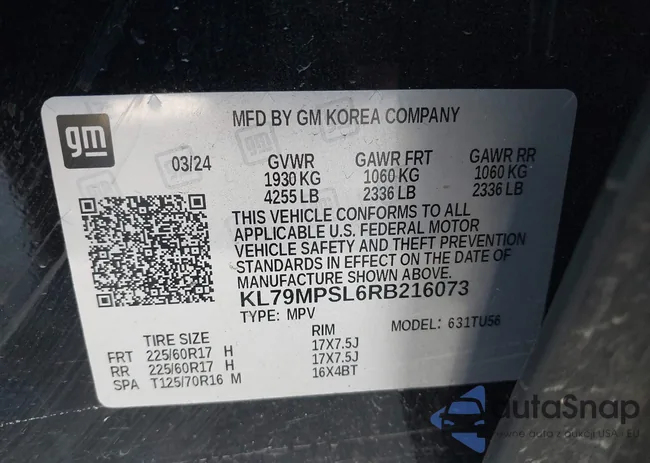 MFD BY GM KOREA COMPANY
gm
03/24 GVWR GAWR FRT GAWR RR
1930 KG 1060 KG 1060 KG
4255 LB 2336 LB 2336 LB
THIS VEHICLE CONFORMS TO ALL
APPLICABLE U.S. FEDERAL MOTOR
VEHICLE SAFETY AND THEFT PREVENTION
STANDARDS IN EFFECT ON THE DATE OF
MANUFACTURE SHOWN ABOVE.
KL79MPSL6RB216073
TYPE: MPV MODEL: 631TU56
TIRE SIZE RIM
FRT 225/60R17 H 17X7.5J
RR 225/60R17 H 17X7.5J
SPA T125/70R16 M 16X4BT
autaSnap